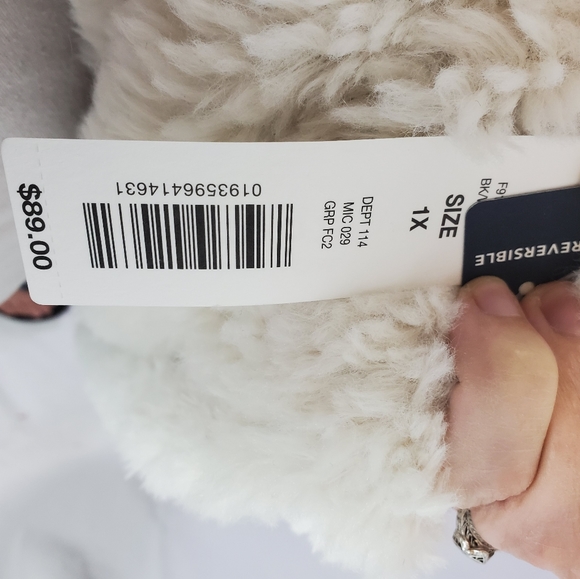 REVERSIBLE
SIZE
1X
DEPT 114
MIC 029
GRP FC2
0193596414631
$89.00